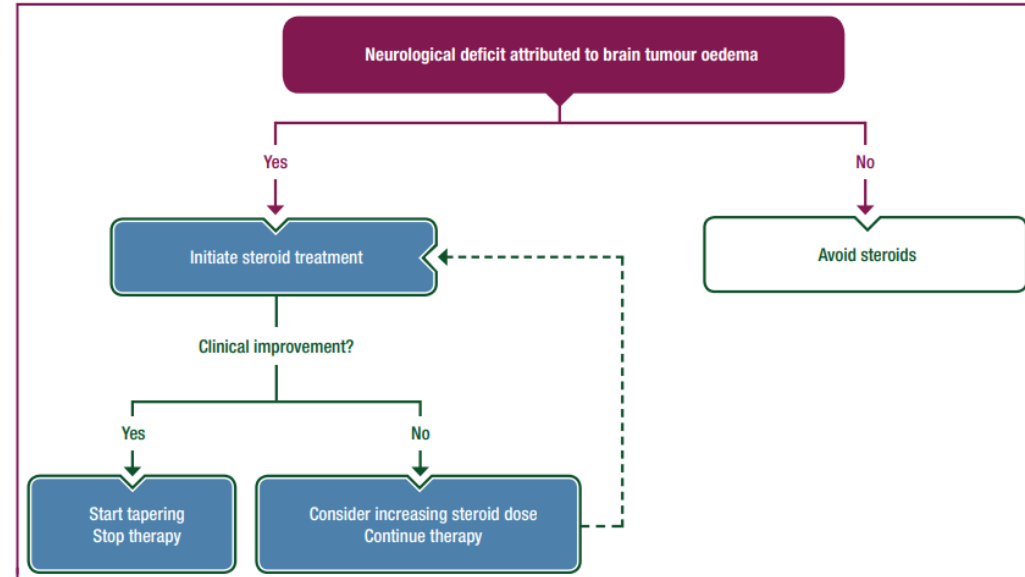 Neurological deficit attributed to brain tumour oedema
Yes
No
Initiate steroid treatment
Avoid steroids
Clinical improvement?
Yes
No
Start tapering
Stop therapy
Consider increasing steroid dose
Continue therapy